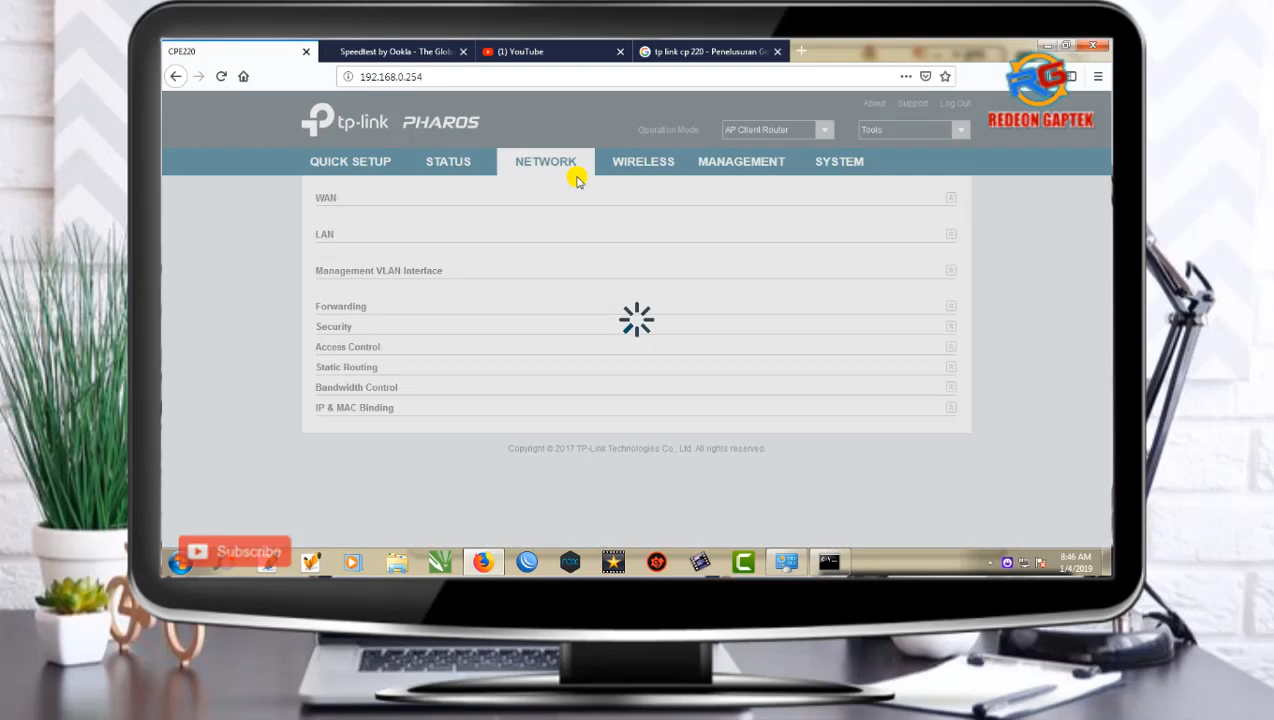 CPE220
Speedtest by Ookla - The Glob
(1) YouTube
tp link cp 220 - Penelusuran Go
192.168.0.254
REDEON GAPTEK
About Support Log Out
tp-link PHAROS
Operation Mode AP Client Router Tools
QUICK SETUP STATUS NETWORK WIRELESS MANAGEMENT SYSTEM
WAN
LAN
Management VLAN Interface
Forwarding
Security
Access Control
Static Routing
Bandwidth Control
IP & MAC Binding
Copyright © 2017 TP-Link Technologies Co., Ltd. All rights reserved.
Subscribe
nox
8:46 AM
1/4/2019